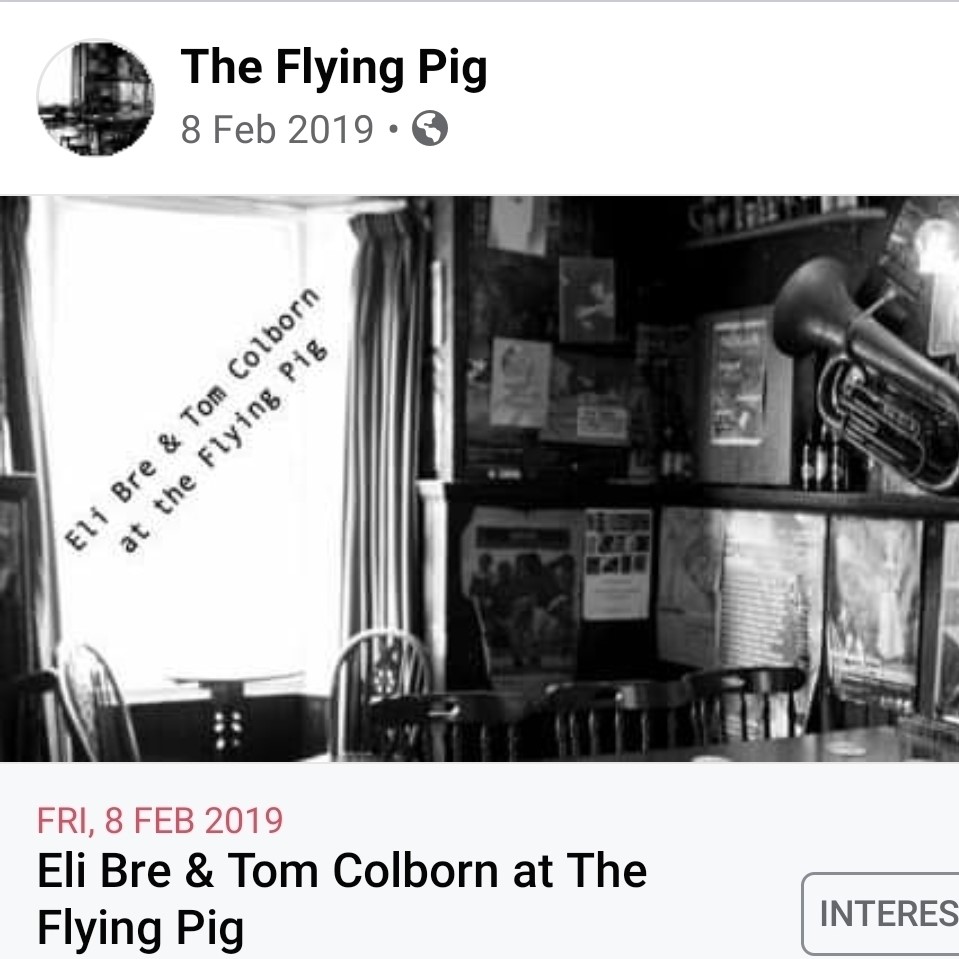 The Flying Pig
8 Feb 2019 •
Eli Bre & Tom Colborn
at the Flying Pig
FRI, 8 FEB 2019
Eli Bre & Tom Colborn at The
Flying Pig
INTERES